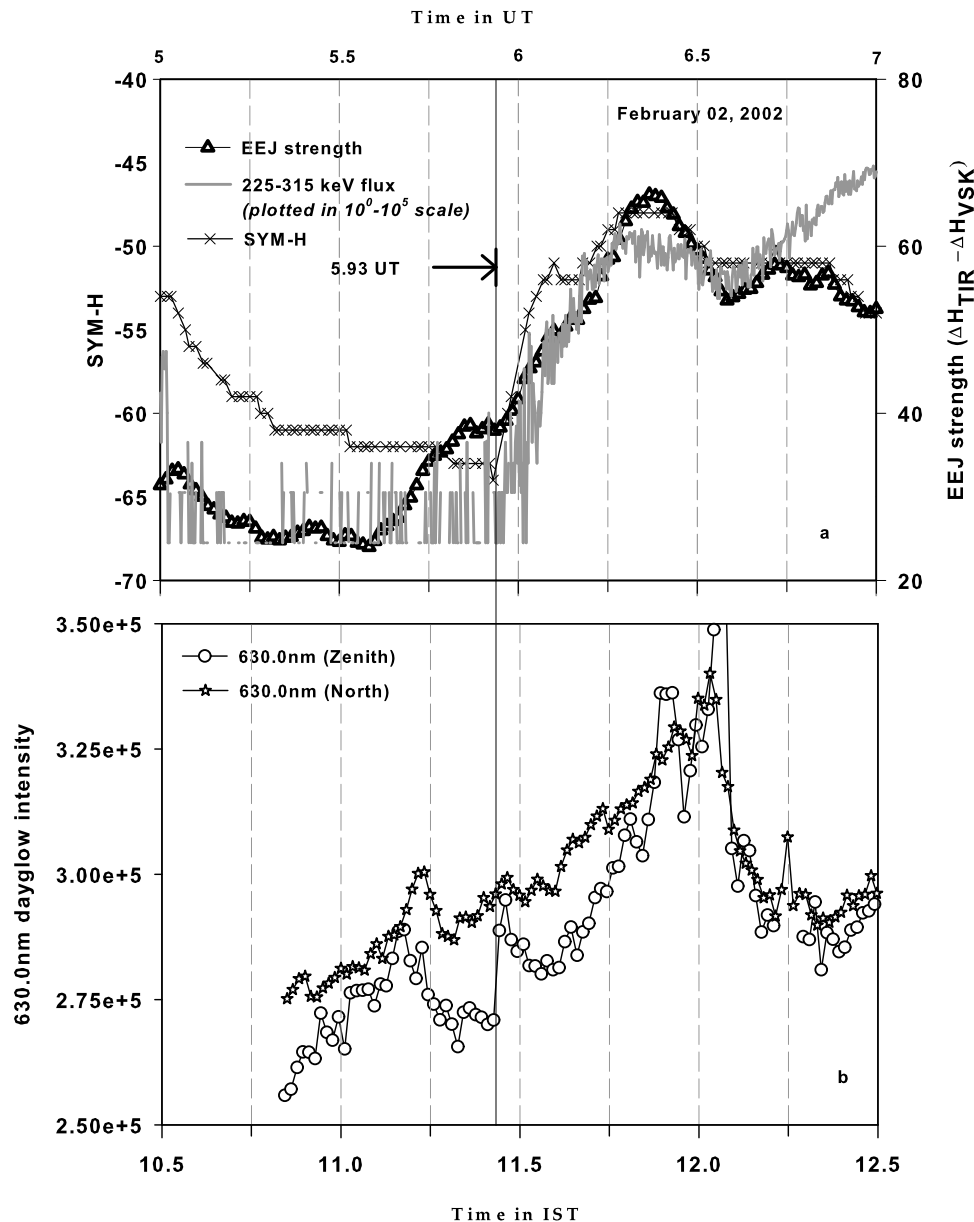 Time in UT
5 5.5 6 6.5 7
-40
-45
-50
-55
-60
-65
-70
SYM-H
80
60
40
20
EEJ strength (ΔH_TIR − ΔH_VSK)
February 02, 2002
EEJ strength
225-315 keV flux
(plotted in 10^0-10^5 scale)
SYM-H
5.93 UT
a
3.50e+5
3.25e+5
3.00e+5
2.75e+5
2.50e+5
630.0nm dayglow intensity
630.0nm (Zenith)
630.0nm (North)
b
10.5 11.0 11.5 12.0 12.5
Time in IST